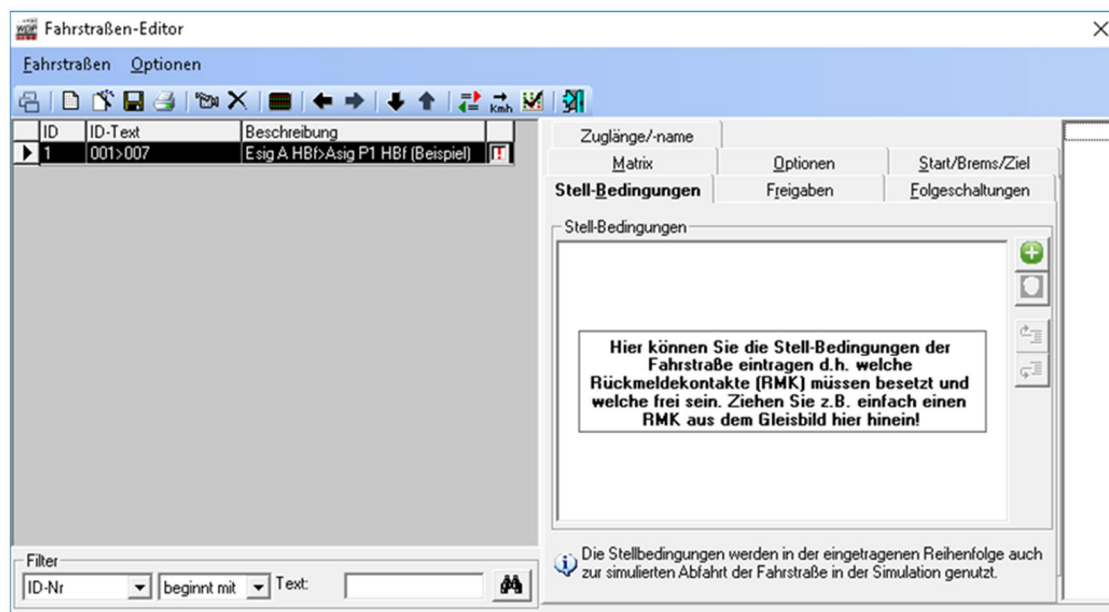 WDP Fahrstraßen-Editor
Fahrstraßen Optionen
Kmh
ID ID-Text Beschreibung
1 001>007 Esig A HBf>Asig P1 HBf (Beispiel)
Zuglänge/-name
Matrix Optionen Start/Brems/Ziel
Stell-Bedingungen Freigaben Folgeschaltungen
Stell-Bedingungen
Hier können Sie die Stell-Bedingungen der
Fahrstraße eintragen d.h. welche
Rückmeldekontakte (RMK) müssen besetzt und
welche frei sein. Ziehen Sie z.B. einfach einen
RMK aus dem Gleisbild hier hinein!
Die Stellbedingungen werden in der eingetragenen Reihenfolge auch
zur simulierten Abfahrt der Fahrstraße in der Simulation genutzt.
Filter
ID-Nr beginnt mit Text: